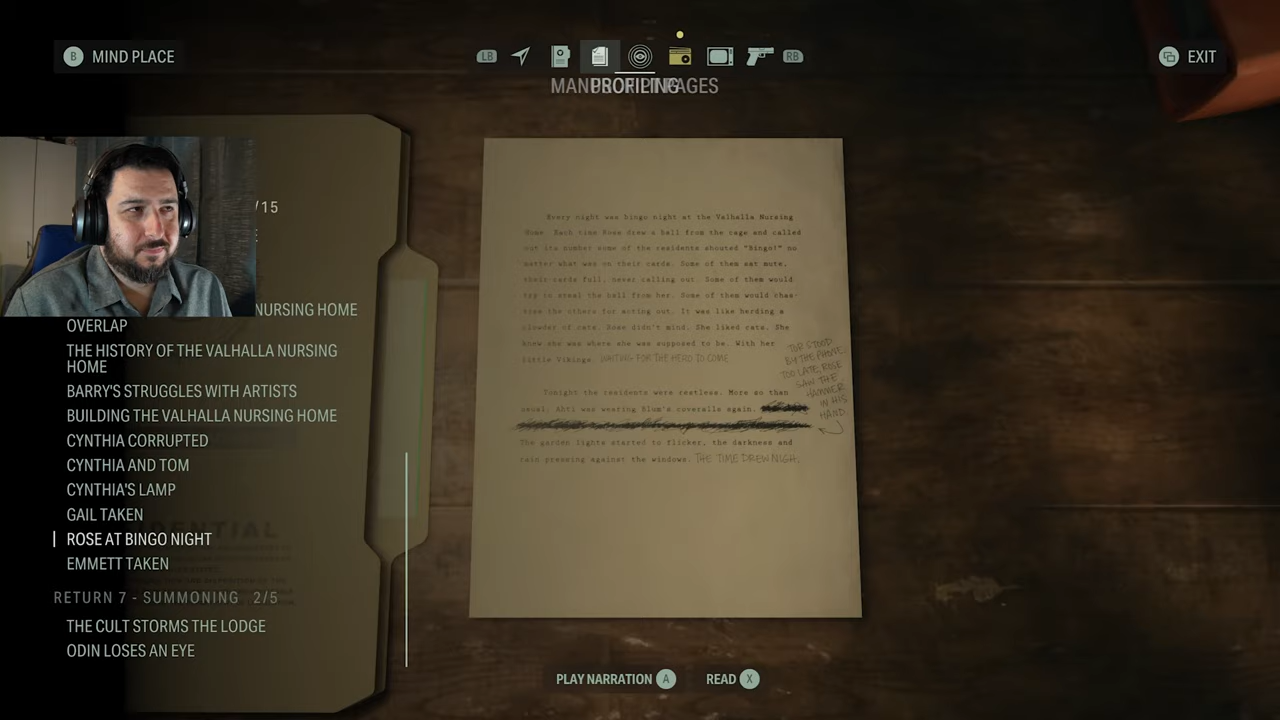 B MIND PLACE
LB
RB
EXIT
MANUSCRIPT PAGES
PROFILING
/15
NURSING HOME
OVERLAP
THE HISTORY OF THE VALHALLA NURSING
HOME
BARRY'S STRUGGLES WITH ARTISTS
BUILDING THE VALHALLA NURSING HOME
CYNTHIA CORRUPTED
CYNTHIA AND TOM
CYNTHIA'S LAMP
GAIL TAKEN
ROSE AT BINGO NIGHT
EMMETT TAKEN
RETURN 7 - SUMMONING 2/5
THE CULT STORMS THE LODGE
ODIN LOSES AN EYE
Every night was bingo night at the Valhalla Nursing
Home. Each time Rose drew a ball from the cage and called
out its number some of the residents shouted "bingo!" no
matter what was on their cards. Some of them sat mute,
their cards full, never calling out. Some of them would
try to steal the ball from her. Some of them would chas-
tise the others for acting out. It was like herding a
clowder of cats. Rose didn't mind. She liked cats. She
knew she was where she was supposed to be. With her
little Vikings. WAITING FOR THE HERO TO COME
TOR STOOD
BY THE PHONE.
TOO LATE, ROSE
SAW THE
HAMMER
IN HIS
HAND.
Tonight the residents were restless. More so than
usual; Ahti was wearing Blum's coveralls again.
The garden lights started to flicker, the darkness and
rain pressing against the windows. THE TIME DREW NIGH.
PLAY NARRATION A
READ X